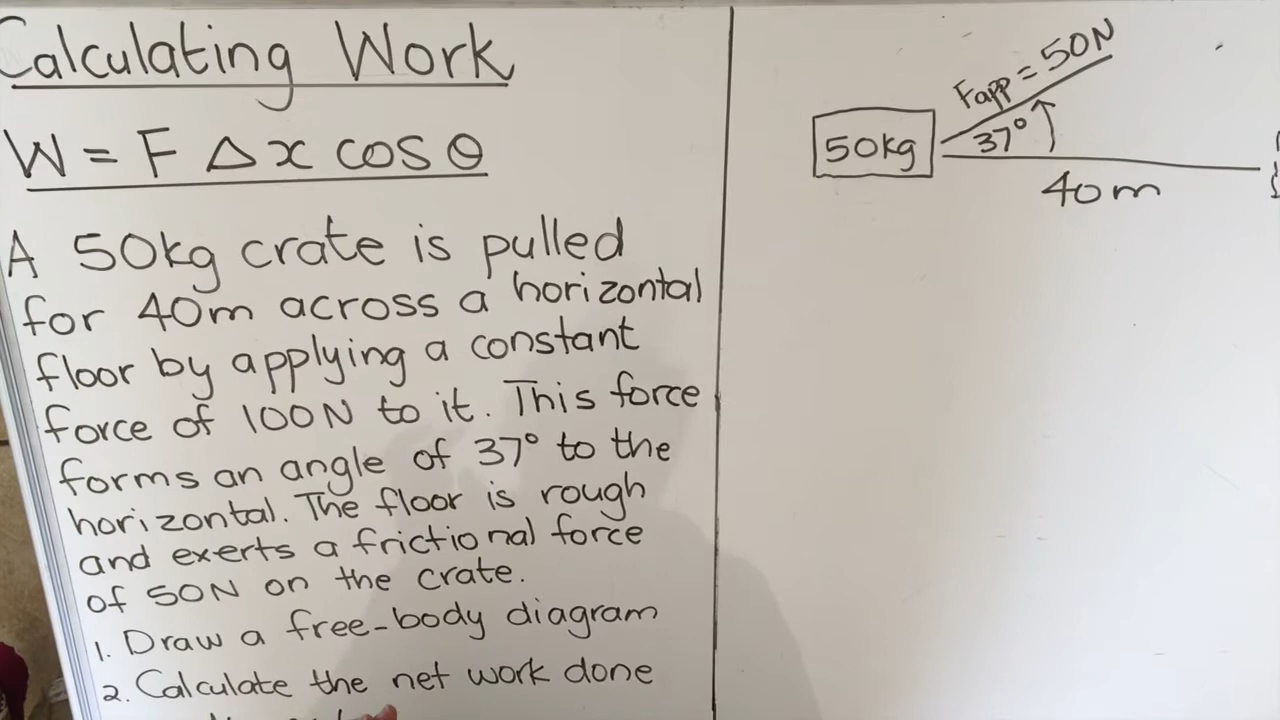 Calculating Work
W = F Δx cos θ
A 50kg crate is pulled
for 40m across a horizontal
floor by applying a constant
force of 100N to it. This force
forms an angle of 37° to the
horizontal. The floor is rough
and exerts a frictional force
of 50N on the crate.
1. Draw a free-body diagram
2. Calculate the net work done
Fapp = 50N
50kg
37°
40m